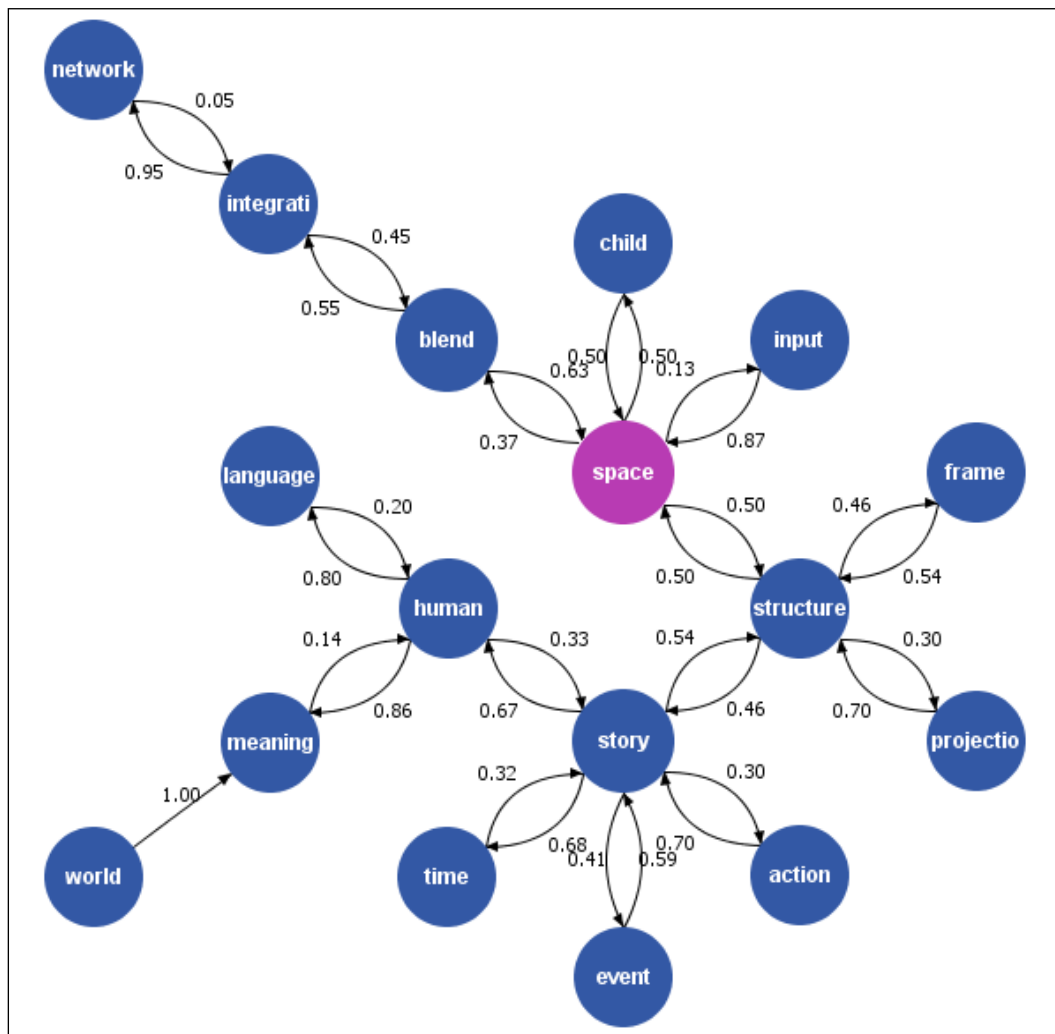 network
0.05
0.95
integrati
0.45
child
0.55
blend
input
0.50
0.50
0.63
0.13
0.37
0.87
language
space
frame
0.20
0.50
0.46
0.80
0.50
0.54
human
structure
0.14
0.33
0.54
0.30
0.86
0.67
0.46
0.70
meaning
story
projectio
0.32
0.30
1.00
0.68
0.41
0.59
0.70
world
time
action
event